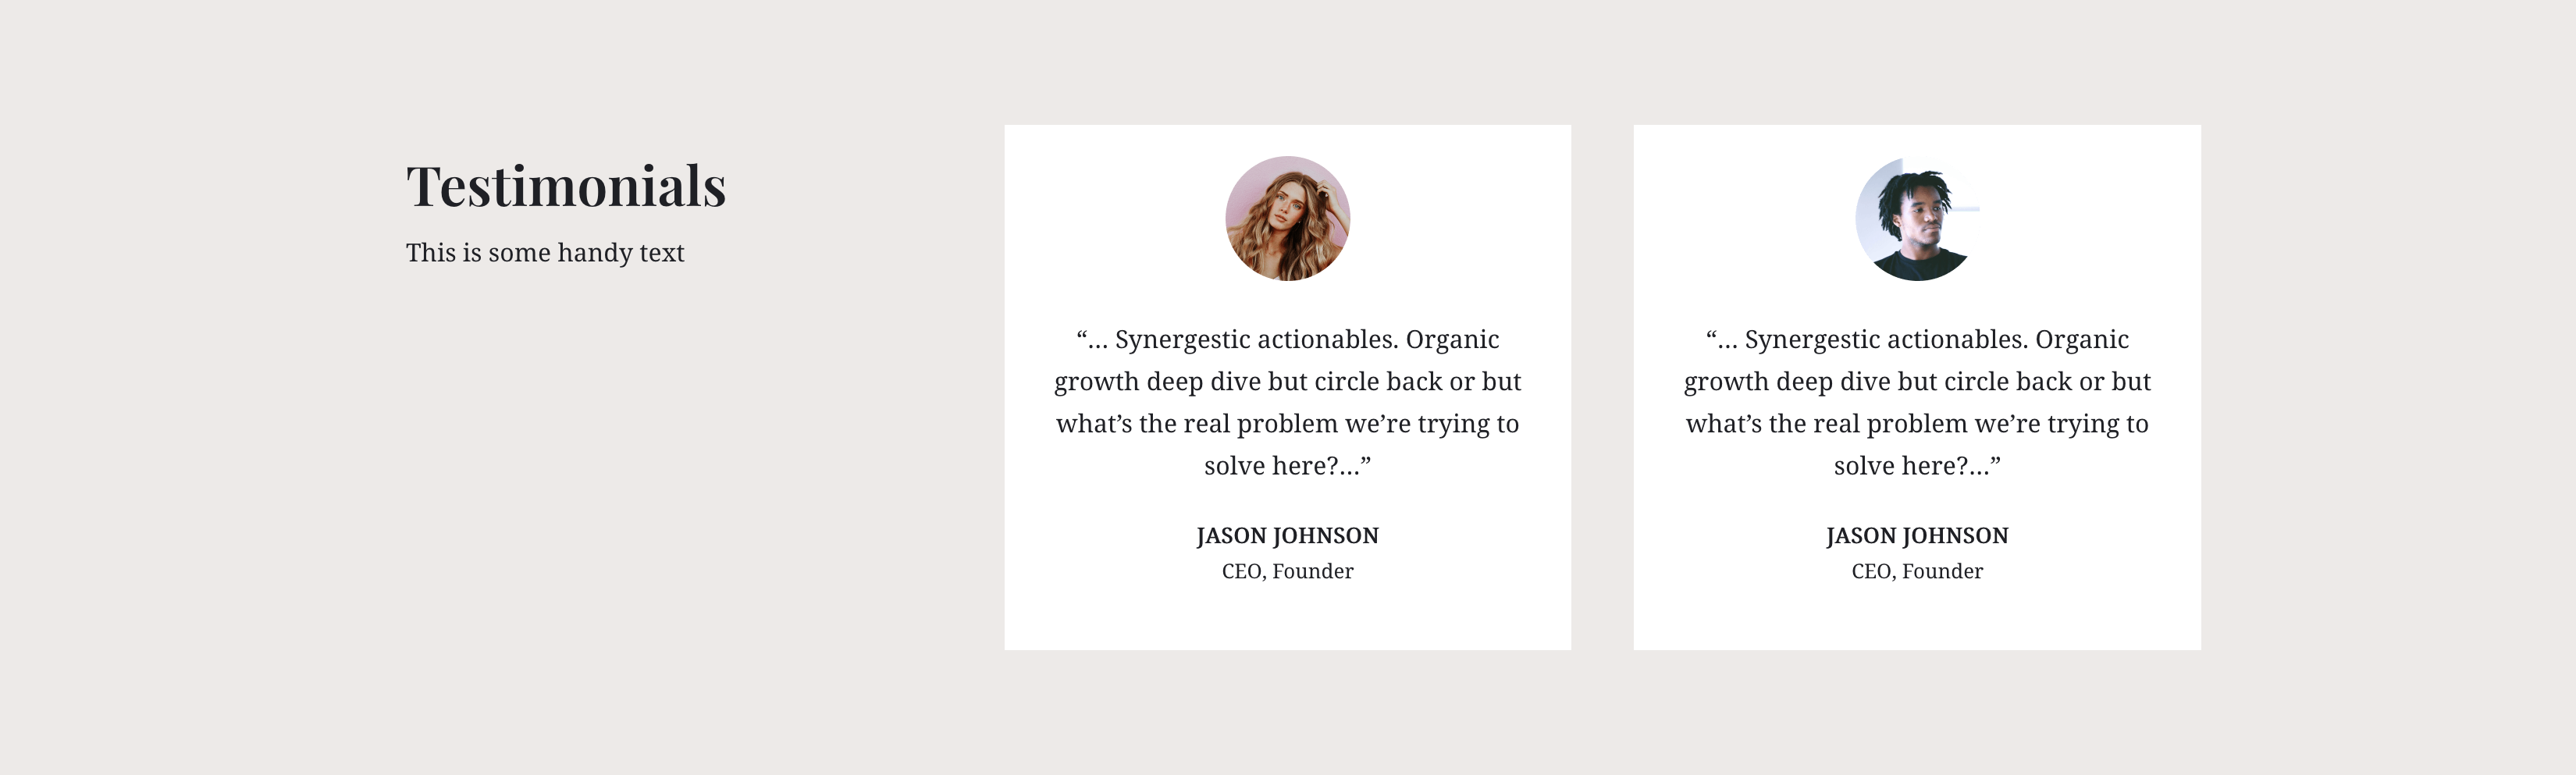 Testimonials
This is some handy text
“… Synergestic actionables. Organic
growth deep dive but circle back or but
what’s the real problem we’re trying to
solve here?…”
JASON JOHNSON
CEO, Founder
“… Synergestic actionables. Organic
growth deep dive but circle back or but
what’s the real problem we’re trying to
solve here?…”
JASON JOHNSON
CEO, Founder